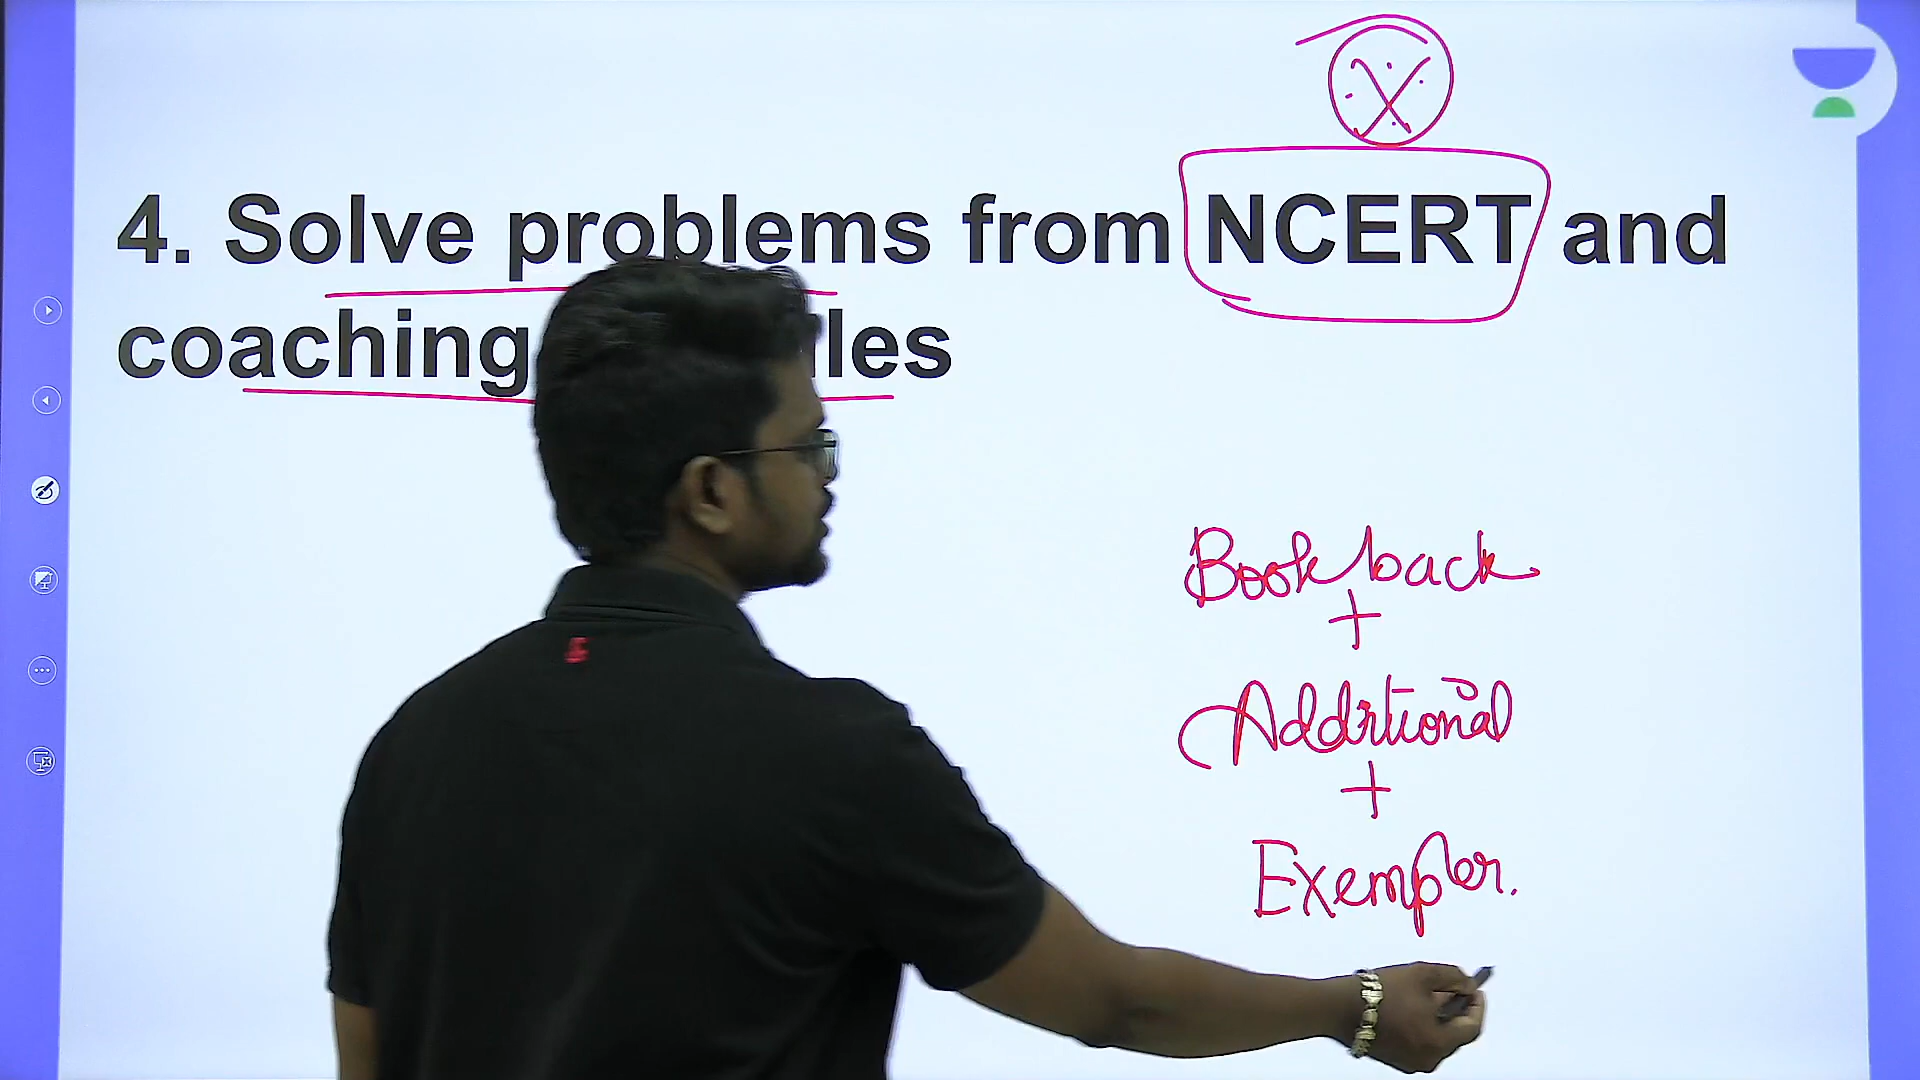 4. Solve problems from NCERT and
coaching les
Book back
+
Additional
+
Exempler.